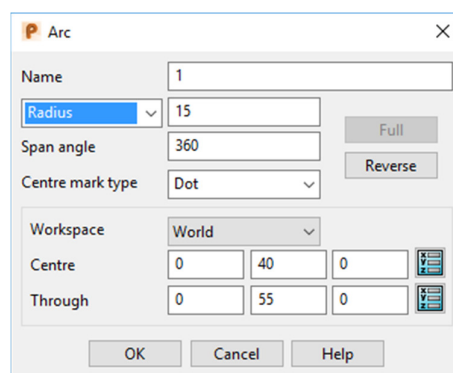 P Arc
Name 1
Radius 15
Full
Span angle 360
Reverse
Centre mark type Dot
Workspace World
Centre 0 40 0 X Y Z
Through 0 55 0 X Y Z
OK Cancel Help